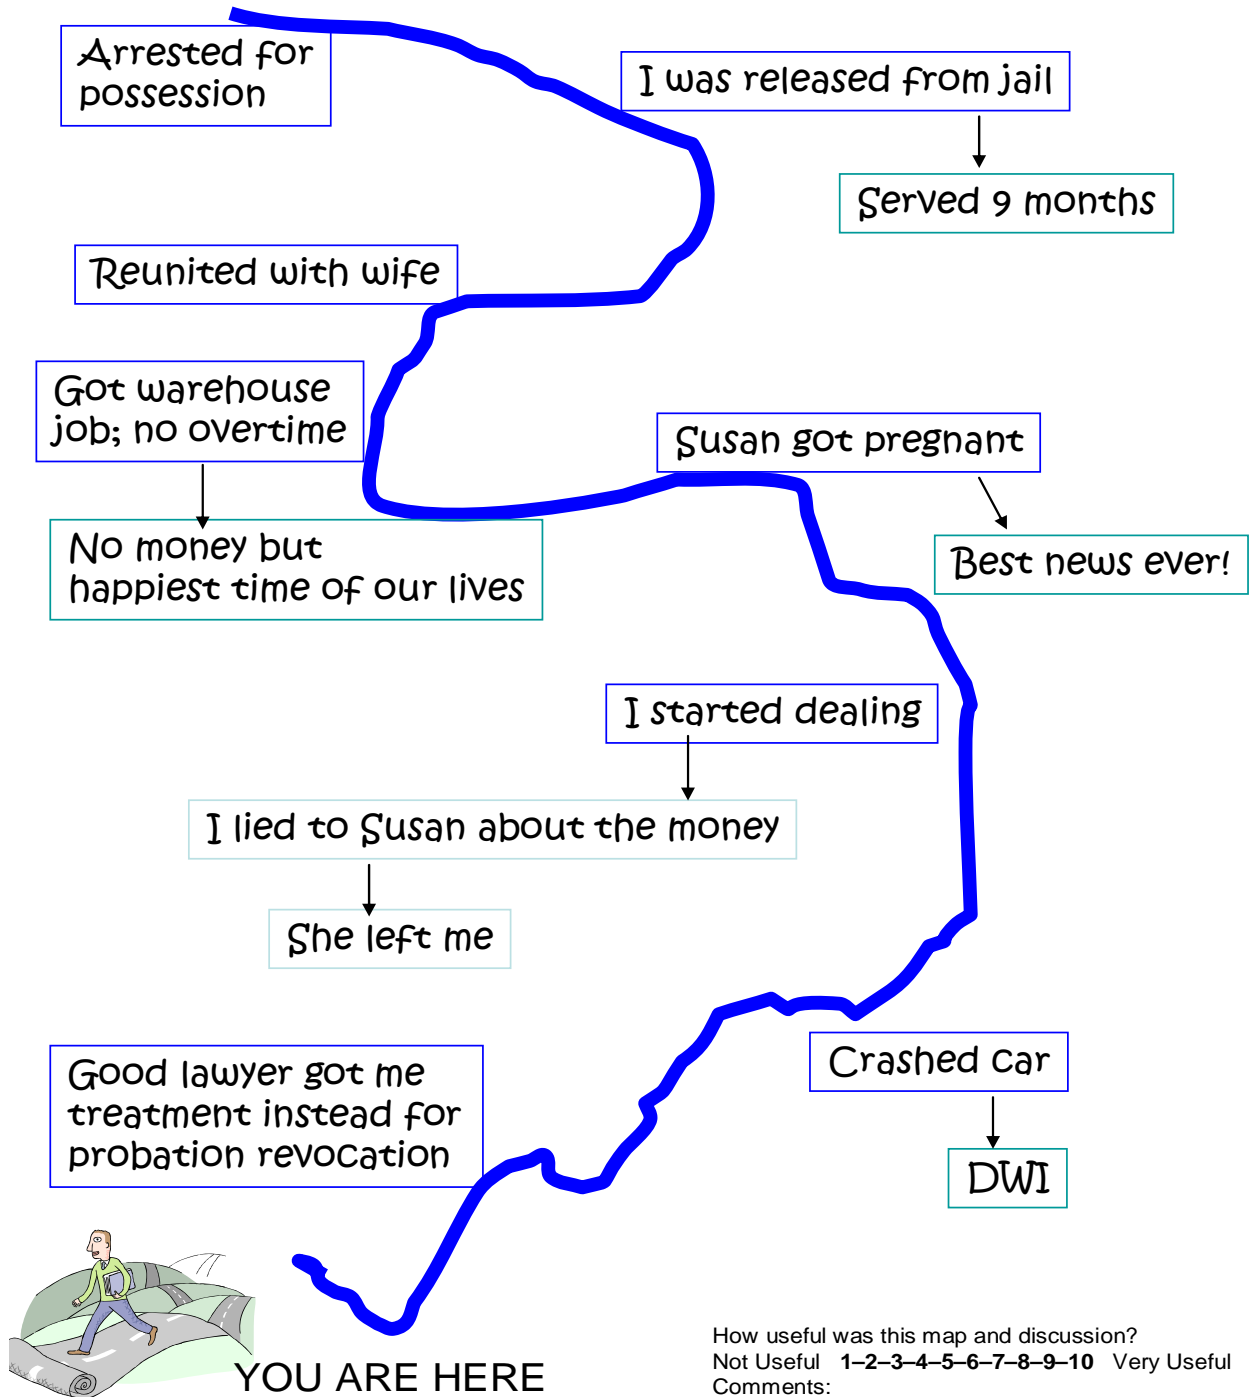 Arrested for
possession
I was released from jail
Served 9 months
Reunited with wife
Got warehouse
job; no overtime
No money but
happiest time of our lives
Susan got pregnant
Best news ever!
I started dealing
I lied to Susan about the money
She left me
Crashed car
DWI
Good lawyer got me
treatment instead for
probation revocation
YOU ARE HERE
How useful was this map and discussion?
Not Useful 1–2–3–4–5–6–7–8–9–10 Very Useful
Comments: